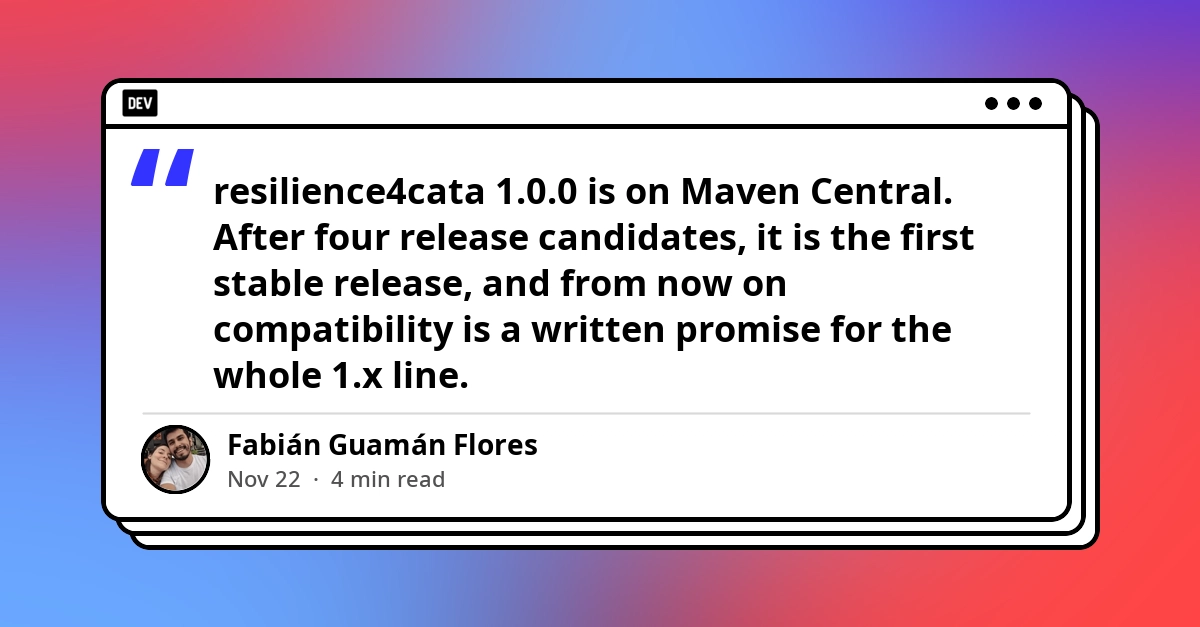 DEV
“
resilience4cata 1.0.0 is on Maven Central.
After four release candidates, it is the first
stable release, and from now on
compatibility is a written promise for the
whole 1.x line.
Fabián Guamán Flores
Nov 22 · 4 min read